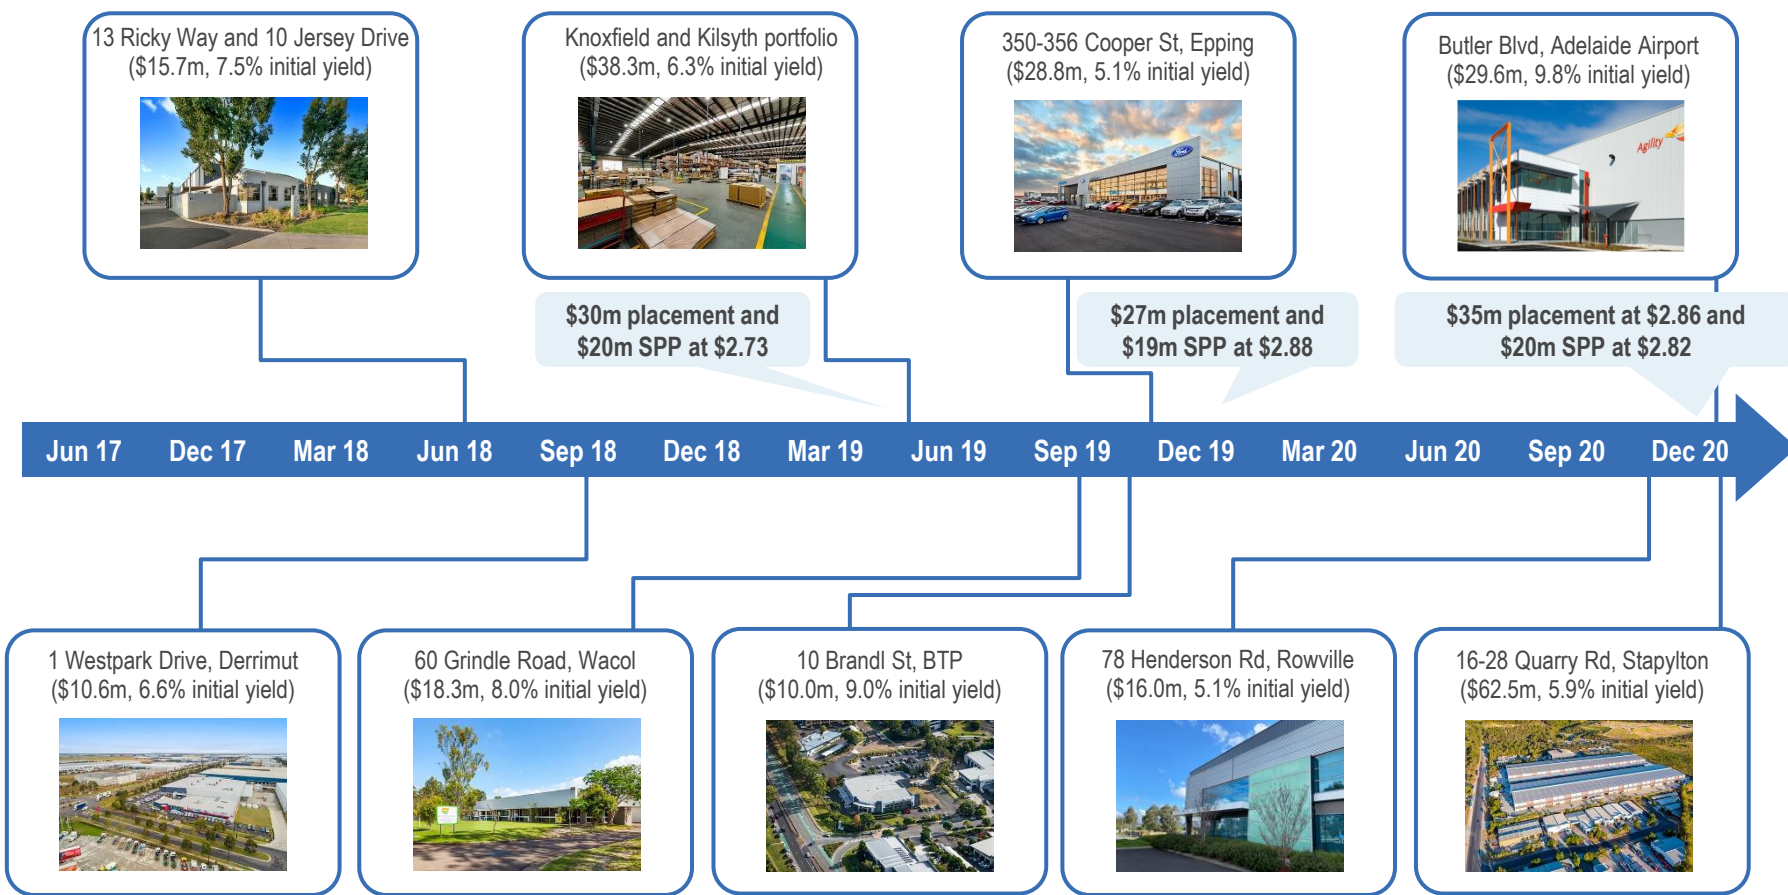 13 Ricky Way and 10 Jersey Drive
($15.7m, 7.5% initial yield)
Knoxfield and Kilsyth portfolio
($38.3m, 6.3% initial yield)
350-356 Cooper St, Epping
($28.8m, 5.1% initial yield)
Ford
Butler Blvd, Adelaide Airport
($29.6m, 9.8% initial yield)
Agility
$30m placement and
$20m SPP at $2.73
$27m placement and
$19m SPP at $2.88
$35m placement at $2.86 and
$20m SPP at $2.82
Jun 17 Dec 17 Mar 18 Jun 18 Sep 18 Dec 18 Mar 19 Jun 19 Sep 19 Dec 19 Mar 20 Jun 20 Sep 20 Dec 20
1 Westpark Drive, Derrimut
($10.6m, 6.6% initial yield)
60 Grindle Road, Wacol
($18.3m, 8.0% initial yield)
10 Brandl St, BTP
($10.0m, 9.0% initial yield)
78 Henderson Rd, Rowville
($16.0m, 5.1% initial yield)
16-28 Quarry Rd, Stapylton
($62.5m, 5.9% initial yield)